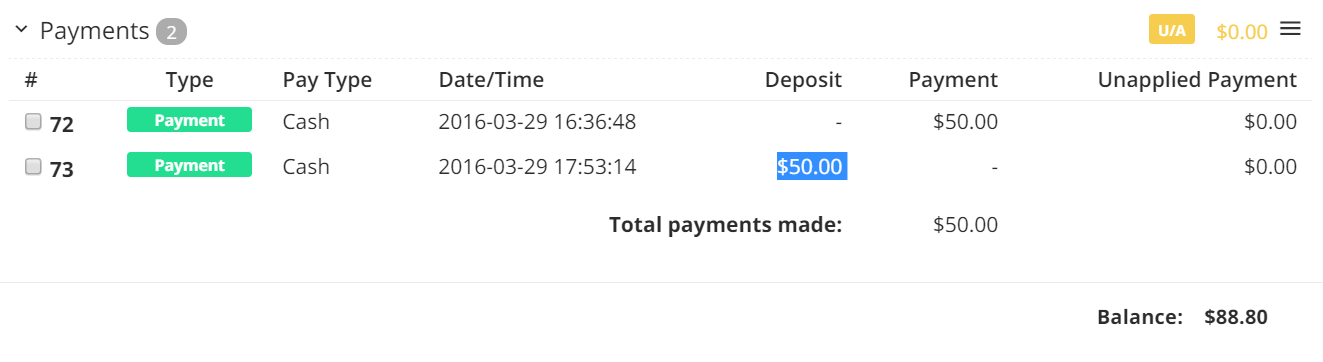 Payments 2 U/A $0.00
# Type Pay Type Date/Time Deposit Payment Unapplied Payment
72 Payment Cash 2016-03-29 16:36:48 - $50.00 $0.00
73 Payment Cash 2016-03-29 17:53:14 $50.00 - $0.00
Total payments made: $50.00
Balance: $88.80